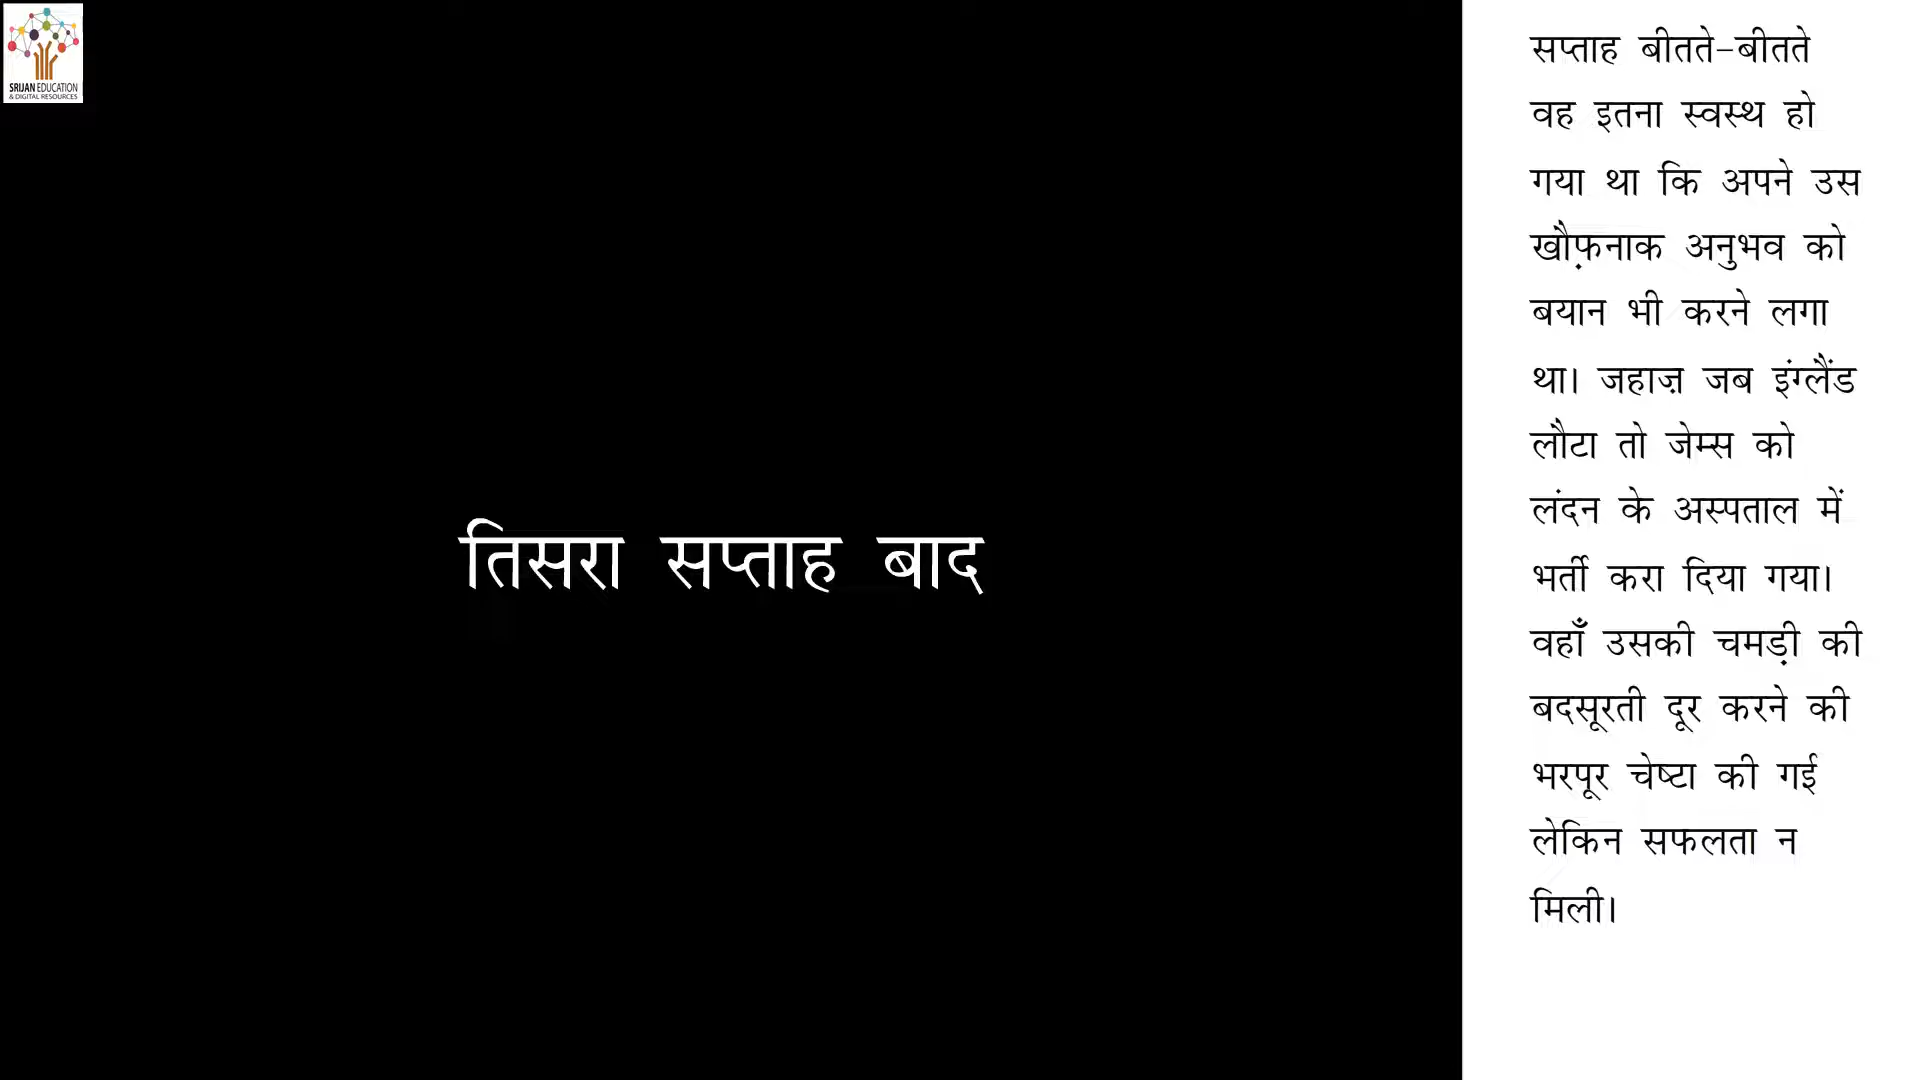 SRIJAN EDUCATION
& DIGITAL RESOURCES
तिसरा सप्ताह बाद
सप्ताह बीतते-बीतते
वह इतना स्वस्थ हो
गया था कि अपने उस
खौफ़नाक अनुभव को
बयान भी करने लगा
था। जहाज़ जब इंग्लैंड
लौटा तो जेम्स को
लंदन के अस्पताल में
भर्ती करा दिया गया।
वहाँ उसकी चमड़ी की
बदसूरती दूर करने की
भरपूर चेष्टा की गई
लेकिन सफलता न
मिली।